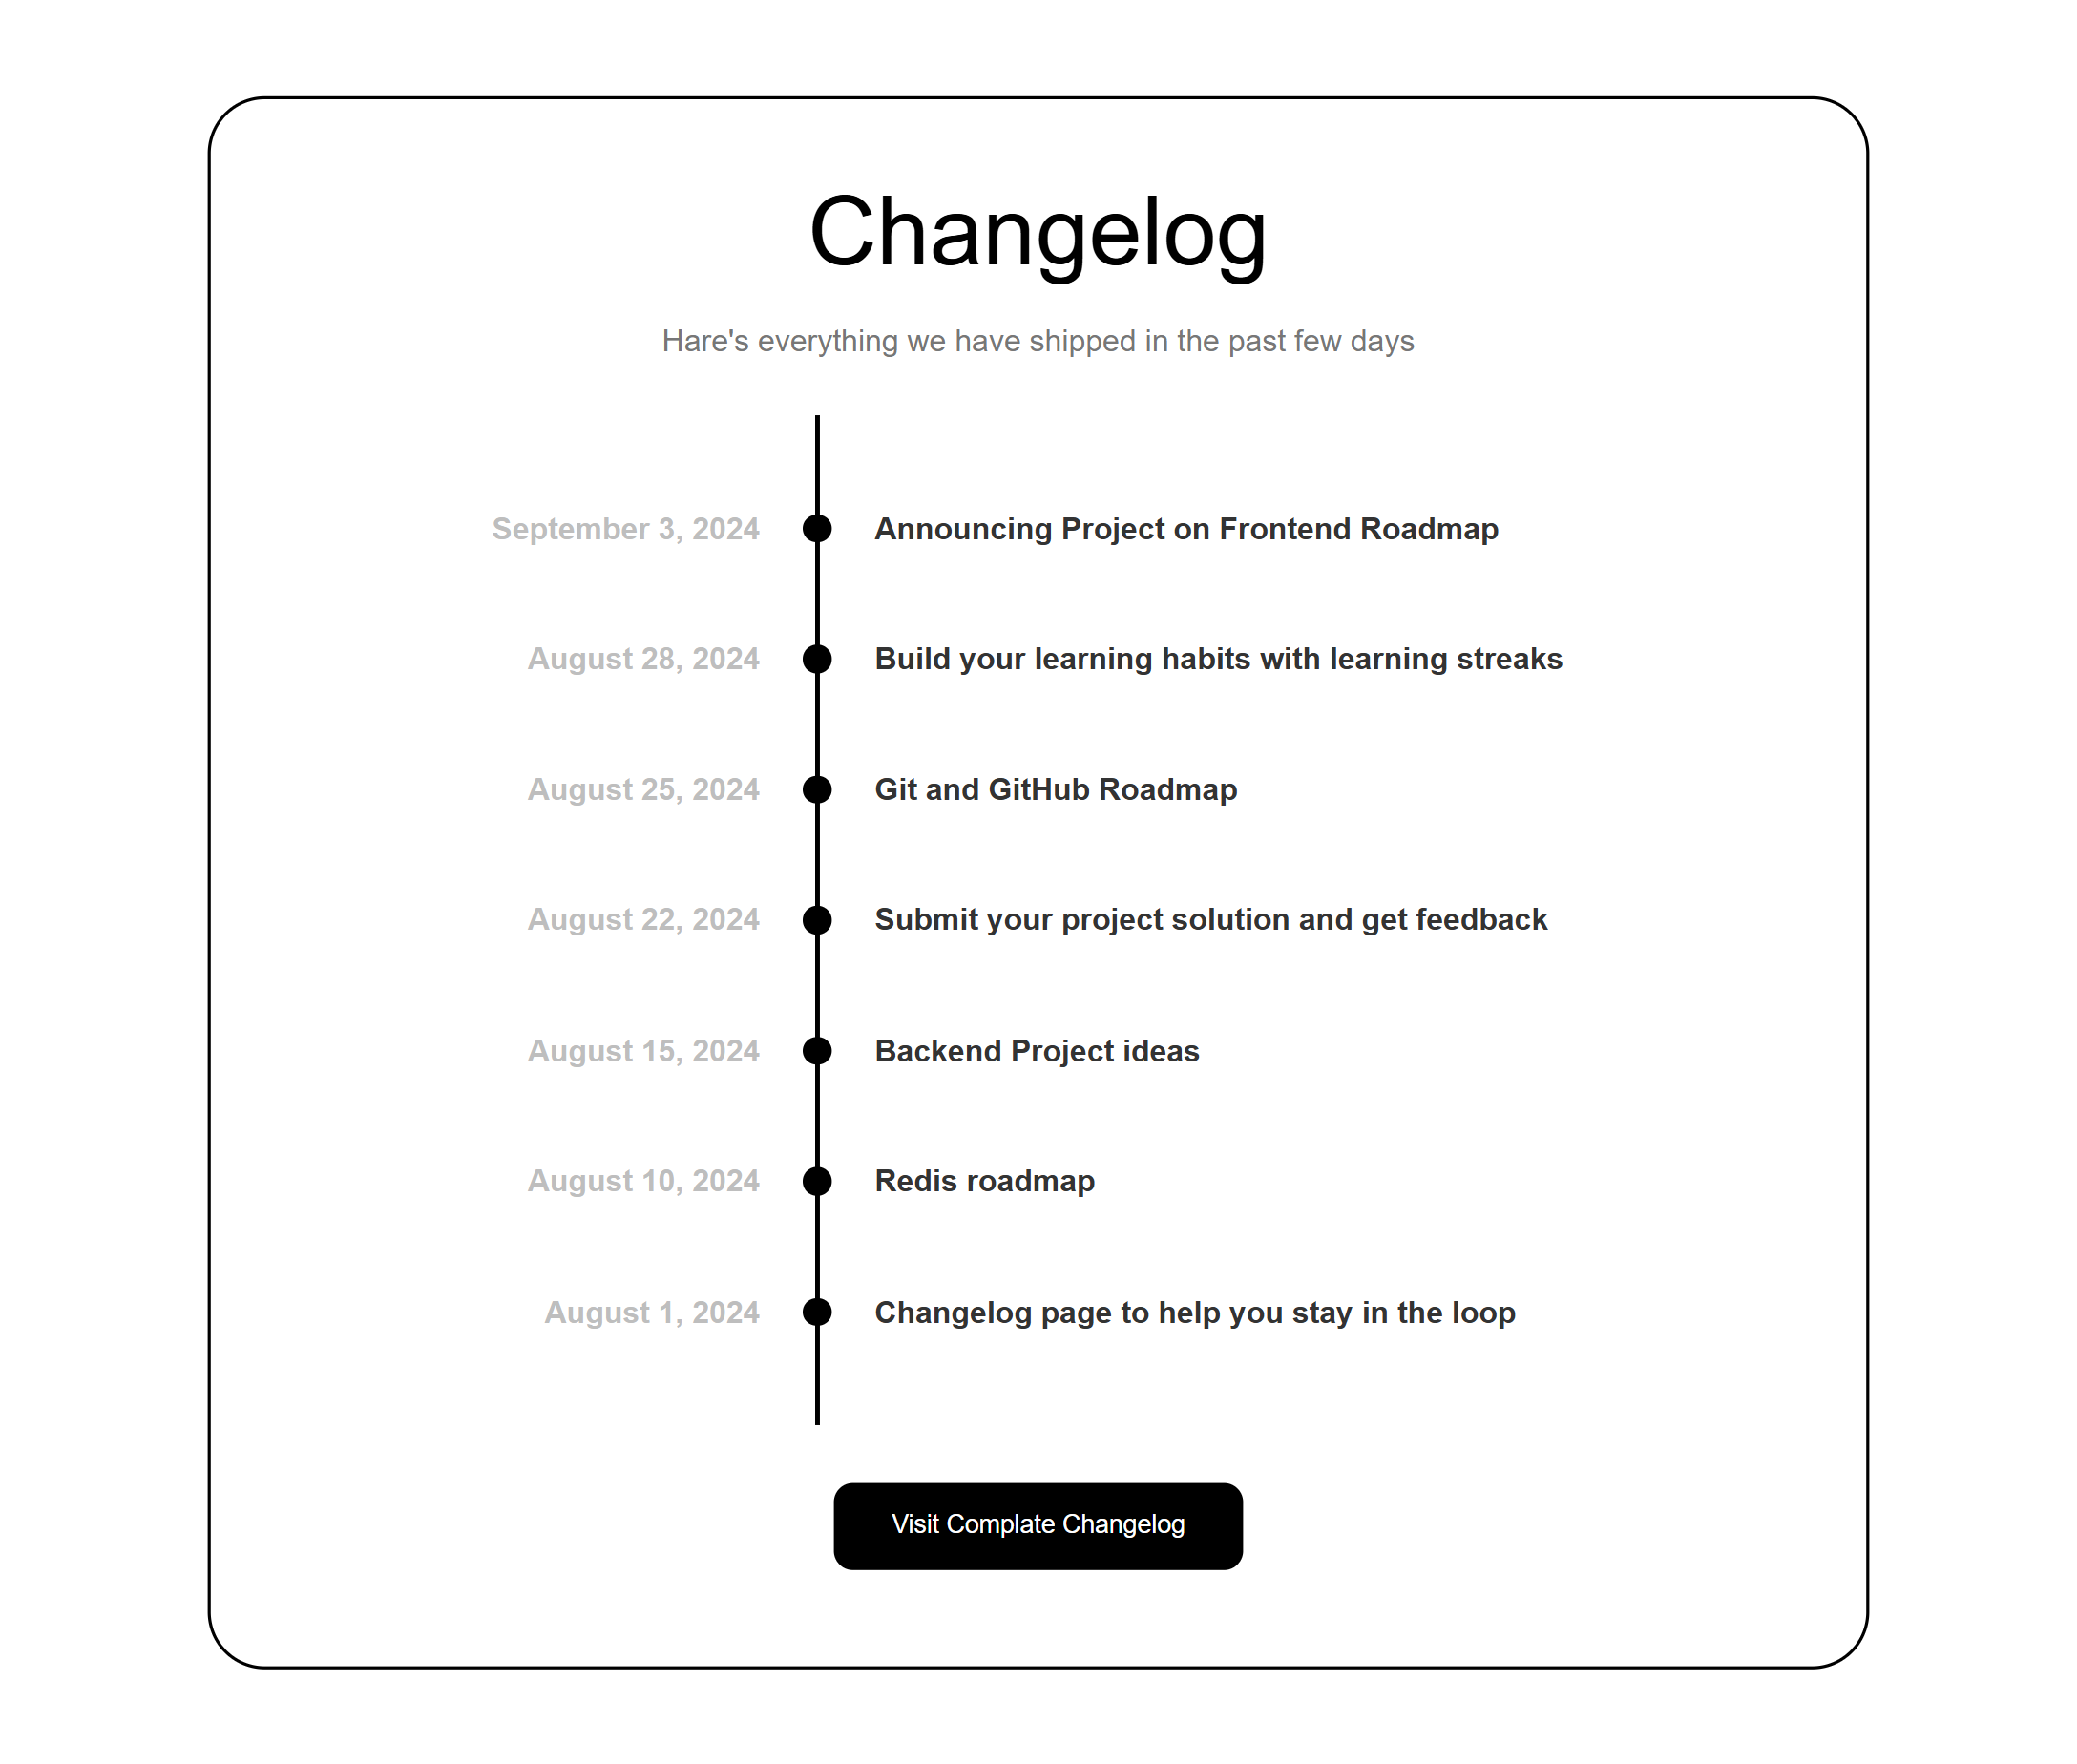 Changelog
Hare's everything we have shipped in the past few days
September 3, 2024 Announcing Project on Frontend Roadmap
August 28, 2024 Build your learning habits with learning streaks
August 25, 2024 Git and GitHub Roadmap
August 22, 2024 Submit your project solution and get feedback
August 15, 2024 Backend Project ideas
August 10, 2024 Redis roadmap
August 1, 2024 Changelog page to help you stay in the loop
Visit Complate Changelog